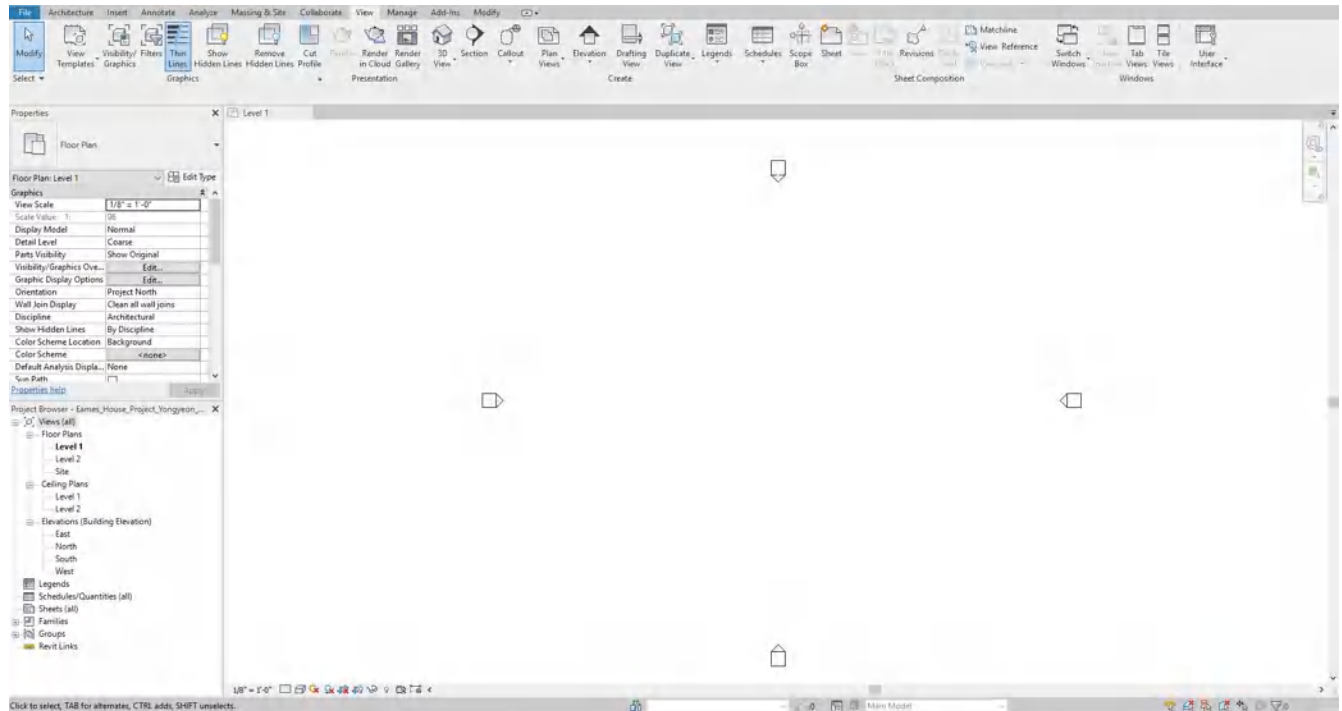 File Architecture Insert Annotate Analyze Massing & Site Collaborate View Manage Add-Ins Modify
Modify View Templates Visibility/ Graphics Filters Thin Lines Show Hidden Lines Remove Hidden Lines Cut Profile Render Render in Cloud Render Gallery 3D View Section Callout Plan Views Elevation Drafting View Duplicate View Legends Schedules Scope Box Sheet Revisions Matchline View Reference Switch Windows Tab Views Tile Views User Interface
Select Graphics Presentation Create Sheet Composition Windows
Properties
Level 1
Floor Plan
Floor Plan: Level 1 Edit Type
Graphics
View Scale 1/8" = 1'-0"
Scale Value 1: 96
Display Model Normal
Detail Level Coarse
Parts Visibility Show Original
Visibility/Graphics Ove... Edit...
Graphic Display Options Edit...
Orientation Project North
Wall Join Display Clean all wall joins
Discipline Architectural
Show Hidden Lines By Discipline
Color Scheme Location Background
Color Scheme <none>
Default Analysis Displa... None
Sun Path
Properties help Apply
Project Browser - Eames_House_Project_Yongyeon_...
Views (all)
Floor Plans
Level 1
Level 2
Site
Ceiling Plans
Level 1
Level 2
Elevations (Building Elevation)
East
North
South
West
Legends
Schedules/Quantities (all)
Sheets (all)
Families
Groups
Revit Links
1/8" = 1'-0"
Click to select, TAB for alternates, CTRL adds, SHIFT unselects.
:0
Main Model
:0